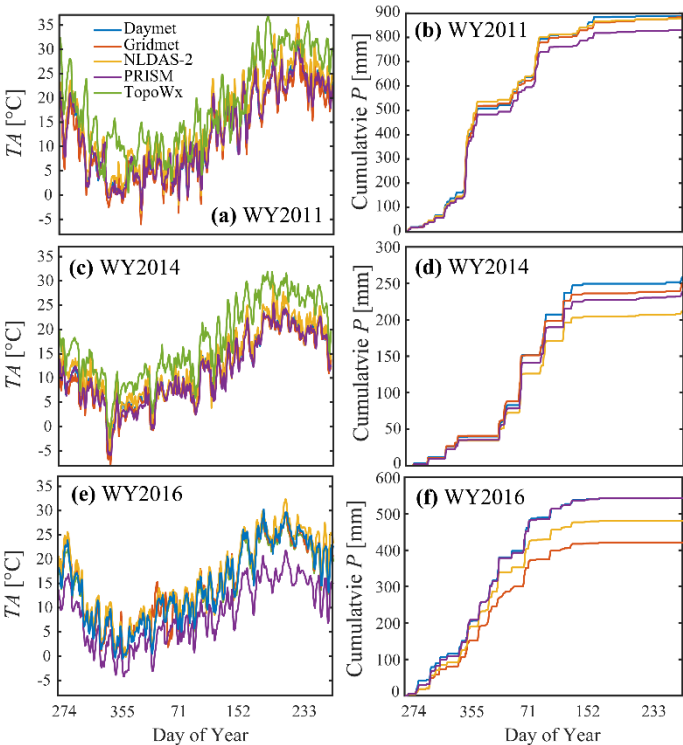 Daymet
Gridmet
NLDAS-2
PRISM
TopoWx
TA [°C]
35
30
25
20
15
10
5
0
-5
(a) WY2011
Cumulatvie P [mm]
900
800
700
600
500
400
300
200
100
0
(b) WY2011
TA [°C]
35
30
25
20
15
10
5
0
-5
(c) WY2014
Cumulatvie P [mm]
300
250
200
150
100
50
0
(d) WY2014
TA [°C]
35
30
25
20
15
10
5
0
-5
(e) WY2016
274 355 71 152 233
Day of Year
Cumulatvie P [mm]
600
500
400
300
200
100
0
(f) WY2016
274 355 71 152 233
Day of Year